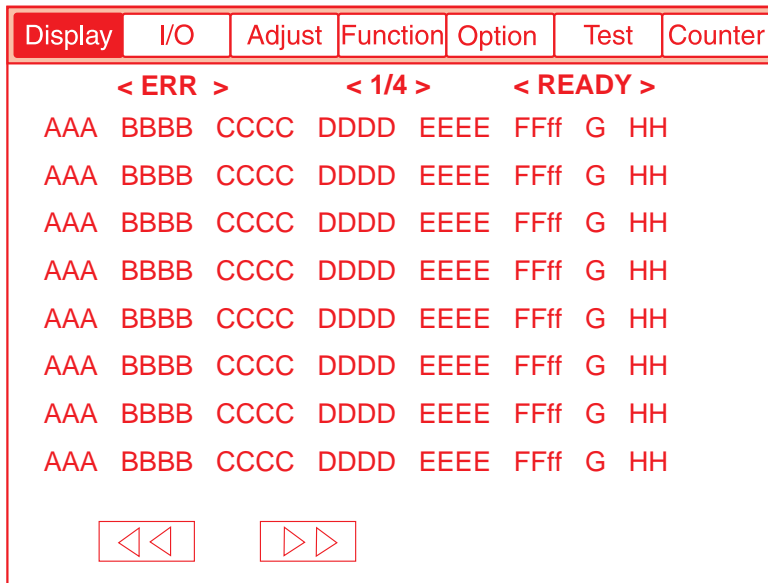 Display I/O Adjust Function Option Test Counter
< ERR > < 1/4 > < READY >
AAA BBBB CCCC DDDD EEEE FFff G HH
AAA BBBB CCCC DDDD EEEE FFff G HH
AAA BBBB CCCC DDDD EEEE FFff G HH
AAA BBBB CCCC DDDD EEEE FFff G HH
AAA BBBB CCCC DDDD EEEE FFff G HH
AAA BBBB CCCC DDDD EEEE FFff G HH
AAA BBBB CCCC DDDD EEEE FFff G HH
AAA BBBB CCCC DDDD EEEE FFff G HH